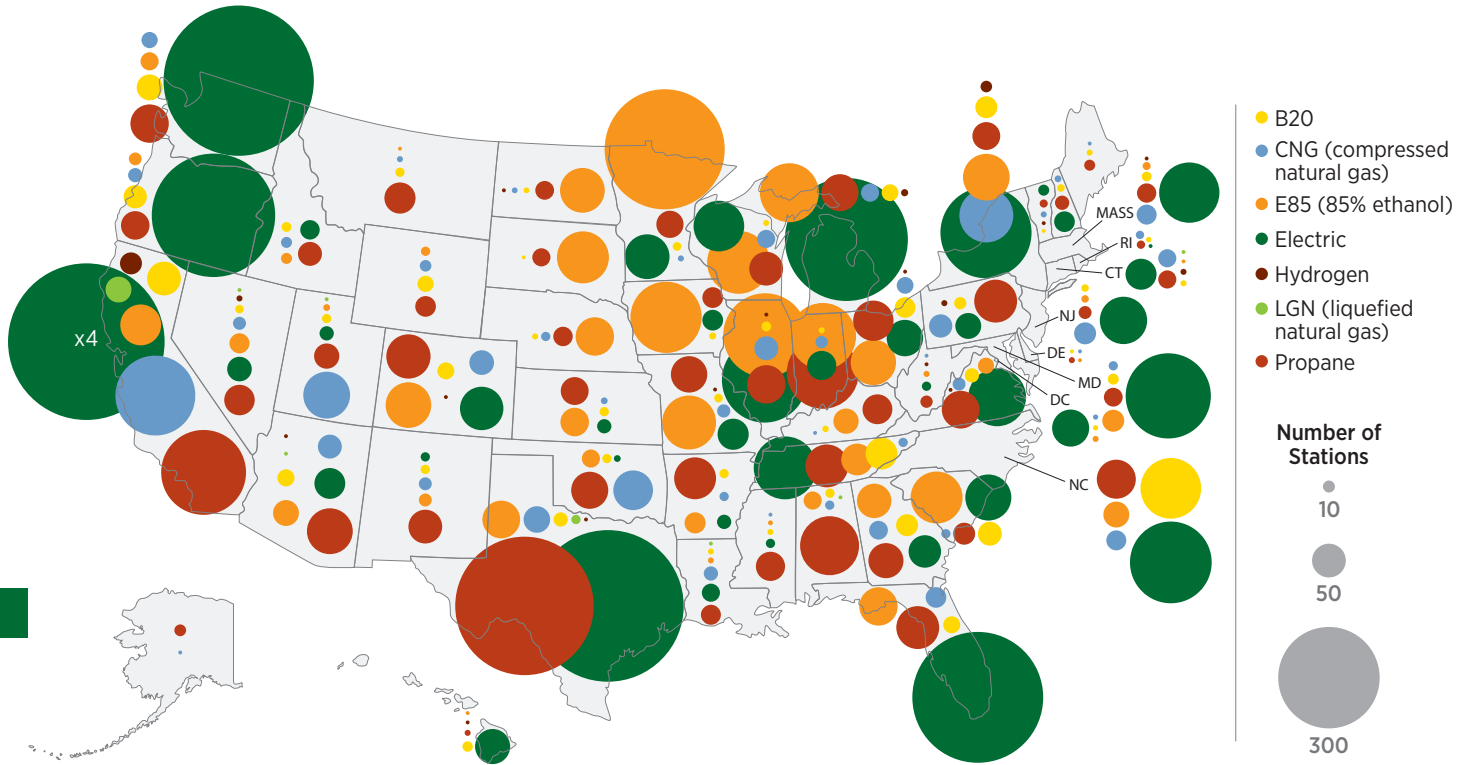 x4
MASS
RI
CT
NJ
DE
MD
DC
NC
B20
CNG (compressed
natural gas)
E85 (85% ethanol)
Electric
Hydrogen
LGN (liquefied
natural gas)
Propane
Number of
Stations
10
50
300